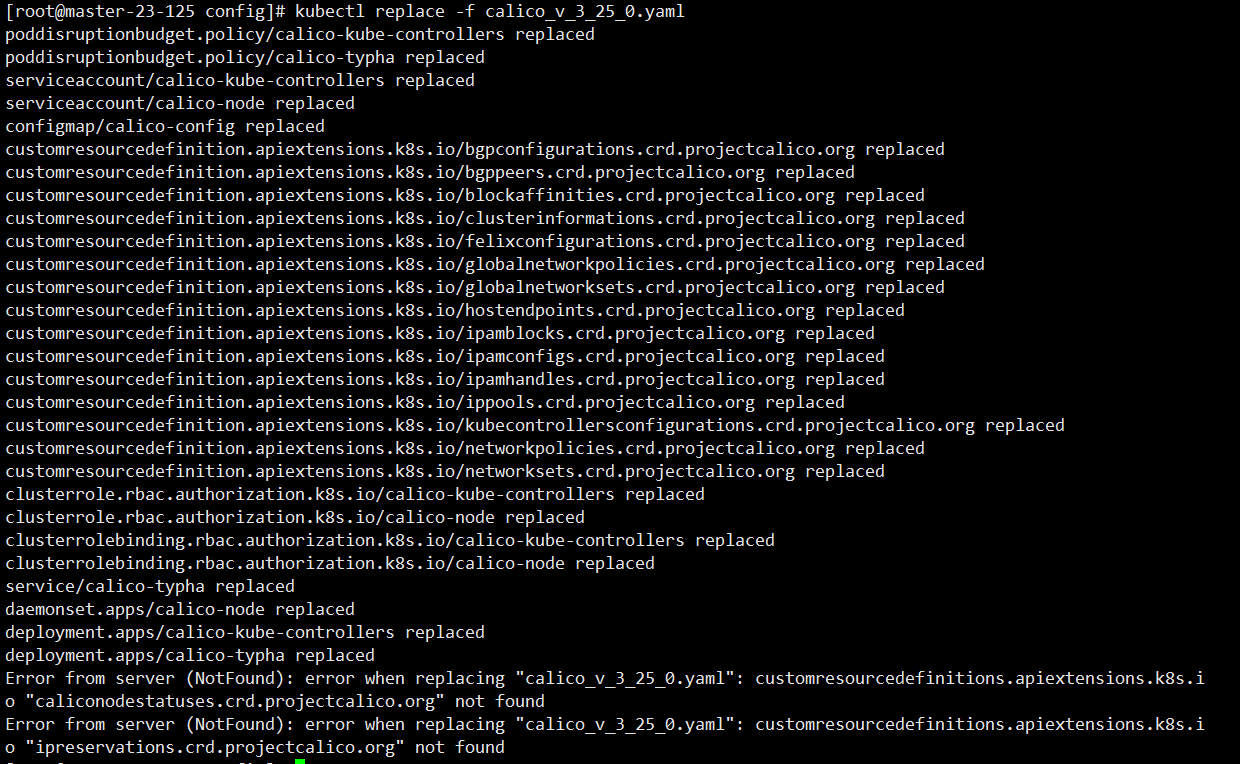 [root@master-23-125 config]# kubectl replace -f calico_v_3_25_0.yaml
poddisruptionbudget.policy/calico-kube-controllers replaced
poddisruptionbudget.policy/calico-typha replaced
serviceaccount/calico-kube-controllers replaced
serviceaccount/calico-node replaced
configmap/calico-config replaced
customresourcedefinition.apiextensions.k8s.io/bgpconfigurations.crd.projectcalico.org replaced
customresourcedefinition.apiextensions.k8s.io/bgppeers.crd.projectcalico.org replaced
customresourcedefinition.apiextensions.k8s.io/blockaffinities.crd.projectcalico.org replaced
customresourcedefinition.apiextensions.k8s.io/clusterinformations.crd.projectcalico.org replaced
customresourcedefinition.apiextensions.k8s.io/felixconfigurations.crd.projectcalico.org replaced
customresourcedefinition.apiextensions.k8s.io/globalnetworkpolicies.crd.projectcalico.org replaced
customresourcedefinition.apiextensions.k8s.io/globalnetworksets.crd.projectcalico.org replaced
customresourcedefinition.apiextensions.k8s.io/hostendpoints.crd.projectcalico.org replaced
customresourcedefinition.apiextensions.k8s.io/ipamblocks.crd.projectcalico.org replaced
customresourcedefinition.apiextensions.k8s.io/ipamconfigs.crd.projectcalico.org replaced
customresourcedefinition.apiextensions.k8s.io/ipamhandles.crd.projectcalico.org replaced
customresourcedefinition.apiextensions.k8s.io/ippools.crd.projectcalico.org replaced
customresourcedefinition.apiextensions.k8s.io/kubecontrollersconfigurations.crd.projectcalico.org replaced
customresourcedefinition.apiextensions.k8s.io/networkpolicies.crd.projectcalico.org replaced
customresourcedefinition.apiextensions.k8s.io/networksets.crd.projectcalico.org replaced
clusterrole.rbac.authorization.k8s.io/calico-kube-controllers replaced
clusterrole.rbac.authorization.k8s.io/calico-node replaced
clusterrolebinding.rbac.authorization.k8s.io/calico-kube-controllers replaced
clusterrolebinding.rbac.authorization.k8s.io/calico-node replaced
service/calico-typha replaced
daemonset.apps/calico-node replaced
deployment.apps/calico-kube-controllers replaced
deployment.apps/calico-typha replaced
Error from server (NotFound): error when replacing "calico_v_3_25_0.yaml": customresourcedefinitions.apiextensions.k8s.i
o "caliconodestatuses.crd.projectcalico.org" not found
Error from server (NotFound): error when replacing "calico_v_3_25_0.yaml": customresourcedefinitions.apiextensions.k8s.i
o "ipreservations.crd.projectcalico.org" not found